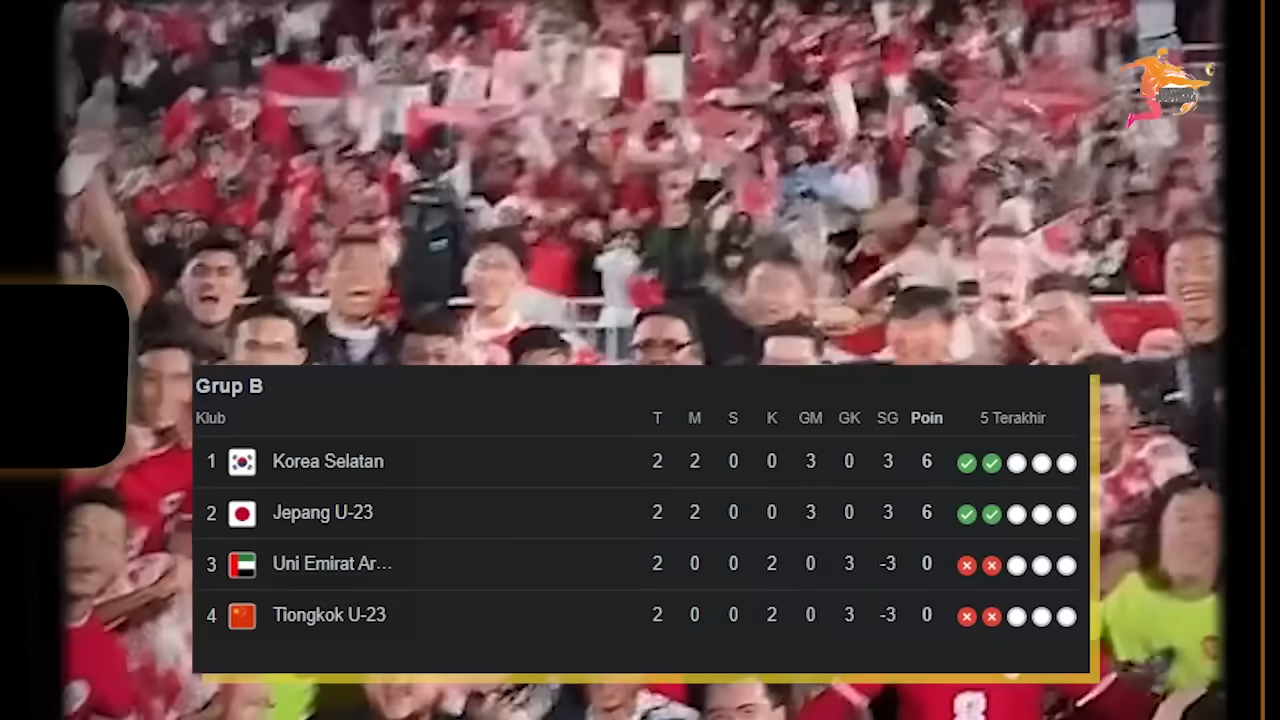 Grup B
Klub T M S K GM GK SG Poin 5 Terakhir
1 Korea Selatan 2 2 0 0 3 0 3 6
2 Jepang U-23 2 2 0 0 3 0 3 6
3 Uni Emirat Ar... 2 0 0 2 0 3 -3 0
4 Tiongkok U-23 2 0 0 2 0 3 -3 0